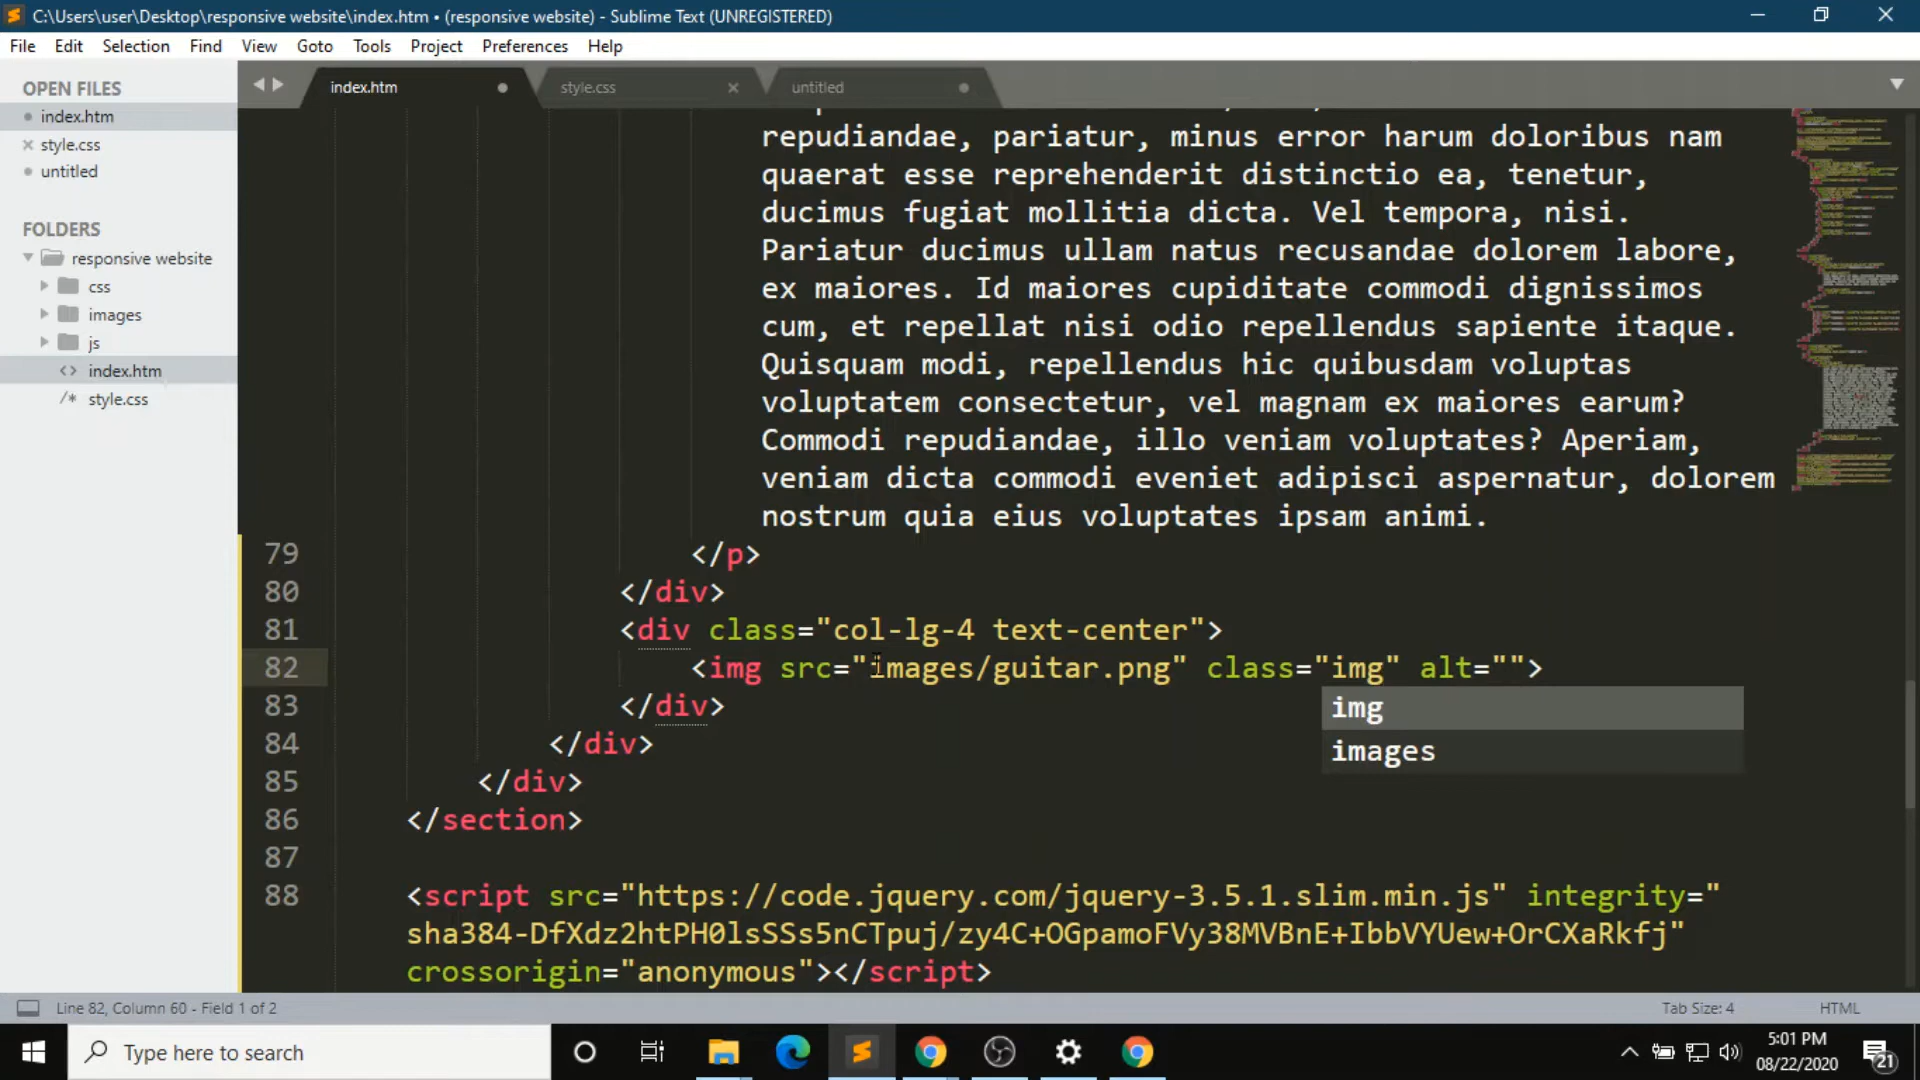 C:\Users\user\Desktop\responsive website\index.htm • (responsive website) - Sublime Text (UNREGISTERED)
File Edit Selection Find View Goto Tools Project Preferences Help
OPEN FILES
index.htm
style.css
untitled
FOLDERS
responsive website
css
images
js
<> index.htm
/* style.css
index.htm style.css untitled
repudiandae, pariatur, minus error harum doloribus nam
quaerat esse reprehenderit distinctio ea, tenetur,
ducimus fugiat mollitia dicta. Vel tempora, nisi.
Pariatur ducimus ullam natus recusandae dolorem labore,
ex maiores. Id maiores cupiditate commodi dignissimos
cum, et repellat nisi odio repellendus sapiente itaque.
Quisquam modi, repellendus hic quibusdam voluptas
voluptatem consectetur, vel magnam ex maiores earum?
Commodi repudiandae, illo veniam voluptates? Aperiam,
veniam dicta commodi eveniet adipisci aspernatur, dolorem
nostrum quia eius voluptates ipsam animi.
79 </p>
80 </div>
81 <div class="col-lg-4 text-center">
82 <img src="images/guitar.png" class="img" alt="">
83 </div>
img
images
84 </div>
85 </div>
86 </section>
87
88 <script src="https://code.jquery.com/jquery-3.5.1.slim.min.js" integrity="
sha384-DfXdz2htPH0lsSSs5nCTpuj/zy4C+OGpamoFVy38MVBnE+IbbVYUew+OrCXaRkfj"
crossorigin="anonymous"></script>
Line 82, Column 60 - Field 1 of 2
Tab Size: 4 HTML
Type here to search
5:01 PM
08/22/2020
21